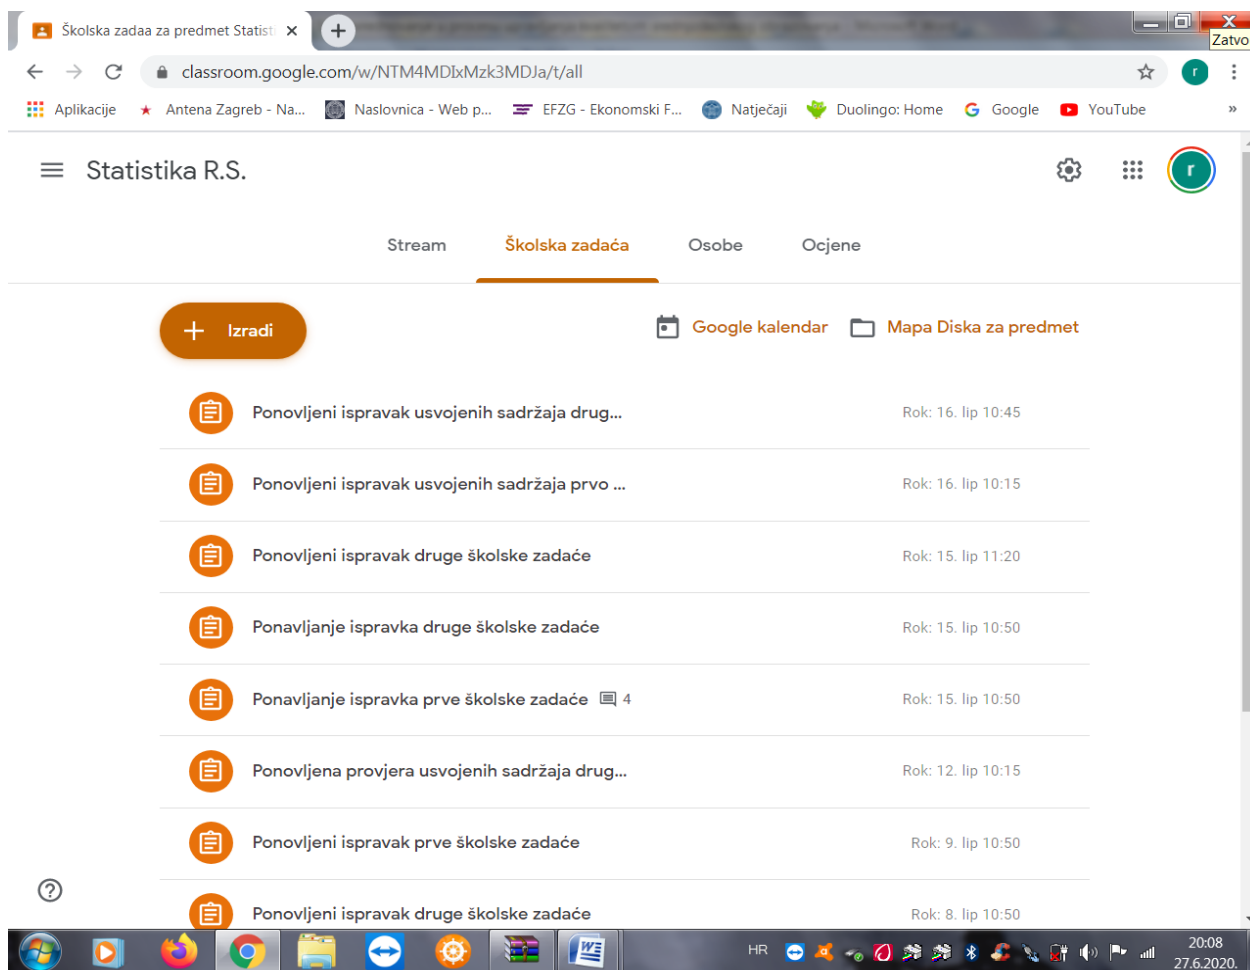 Školska zadaa za predmet Statist
Zatvo
classroom.google.com/w/NTM4MDIxMzk3MDJa/t/all
r
Aplikacije Antena Zagreb - Na... Naslovnica - Web p... EFZG - Ekonomski F... Natječaji Duolingo: Home Google YouTube »
Statistika R.S.
r
Stream Školska zadaća Osobe Ocjene
+ Izradi Google kalendar Mapa Diska za predmet
Ponovljeni ispravak usvojenih sadržaja drug... Rok: 16. lip 10:45
Ponovljeni ispravak usvojenih sadržaja prvo ... Rok: 16. lip 10:15
Ponovljeni ispravak druge školske zadaće Rok: 15. lip 11:20
Ponavljanje ispravka druge školske zadaće Rok: 15. lip 10:50
Ponavljanje ispravka prve školske zadaće 4 Rok: 15. lip 10:50
Ponovljena provjera usvojenih sadržaja drug... Rok: 12. lip 10:15
Ponovljeni ispravak prve školske zadaće Rok: 9. lip 10:50
Ponovljeni ispravak druge školske zadaće Rok: 8. lip 10:50
HR 20:08
27.6.2020.